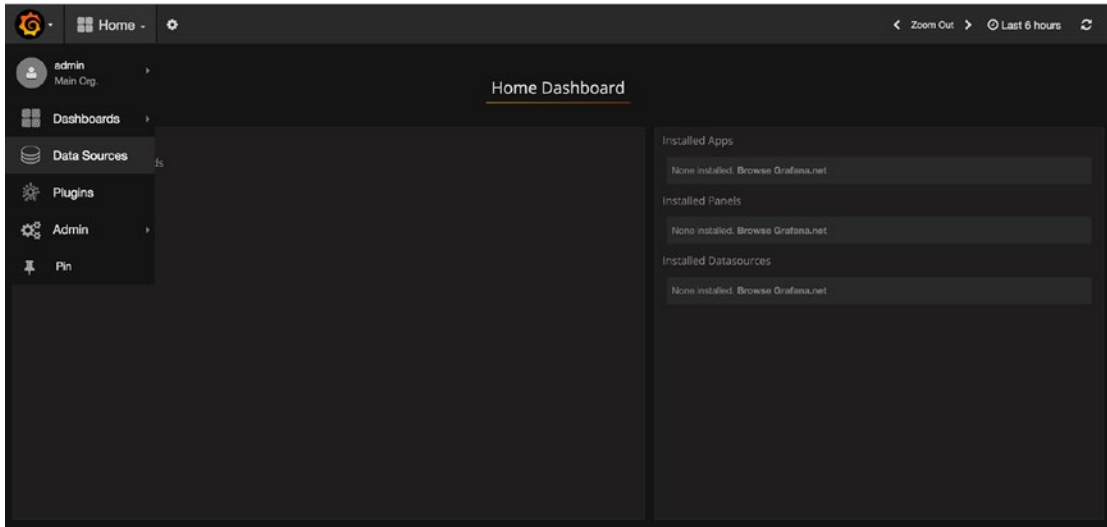 Home
Zoom Out
Last 6 hours
admin
Main Org.
Home Dashboard
Dashboards
Data Sources
ds
Plugins
Admin
Pin
Installed Apps
None installed. Browse Grafana.net
Installed Panels
None installed. Browse Grafana.net
Installed Datasources
None installed. Browse Grafana.net